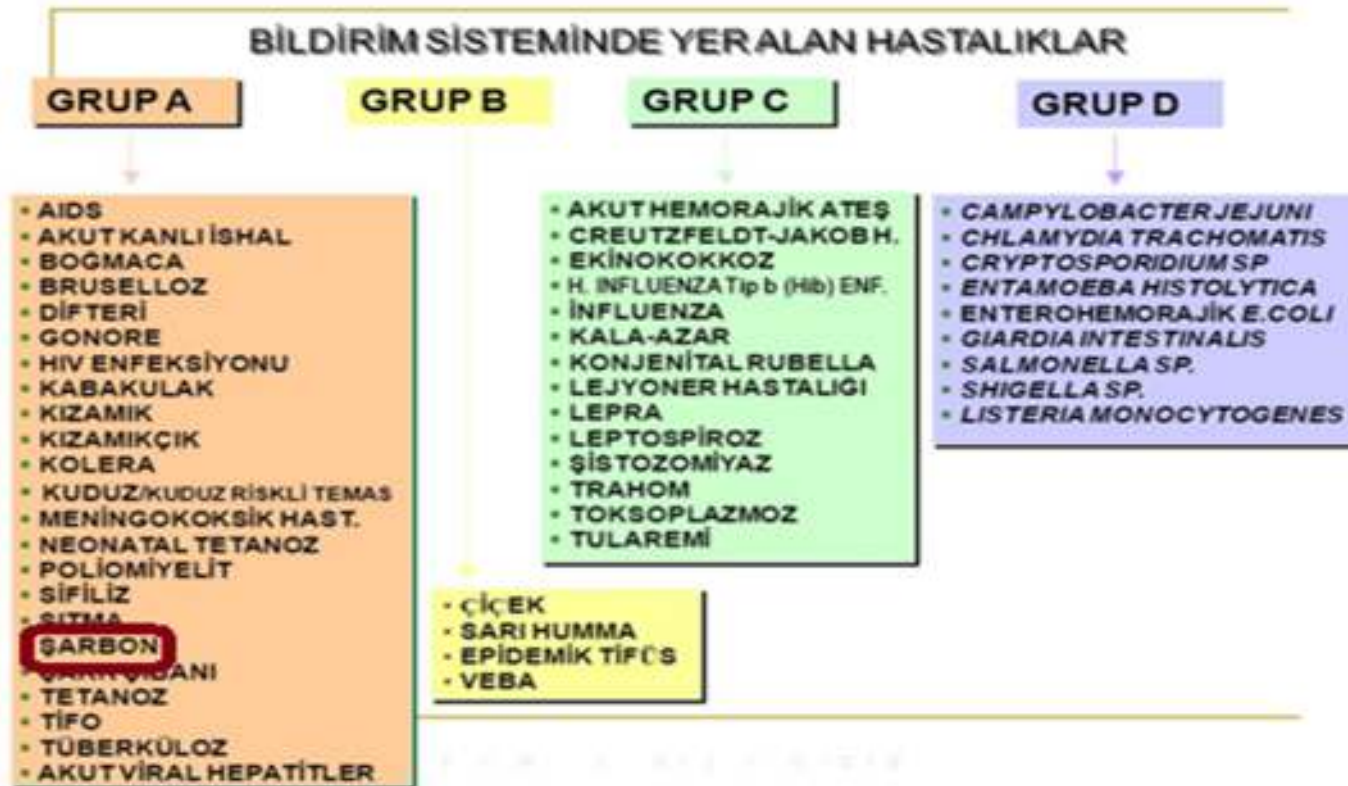 BİLDİRİM SİSTEMİNDE YER ALAN HASTALIKLAR
GRUP A
• AIDS
• AKUT KANLI İSHAL
• BOĞMACA
• BRUSELLOZ
• DİFTERİ
• GONORE
• HIV ENFEKSİYONU
• KABAKULAK
• KIZAMIK
• KIZAMIKÇIK
• KOLERA
• KUDUZ/KUDUZ RİSKLİ TEMAS
• MENİNGOKOKSİK HAST.
• NEONATAL TETANOZ
• POLİOMİYELİT
• SİFİLİZ
• SITMA
ŞARBON
• ŞARK ÇIBANI
• TETANOZ
• TİFO
• TÜBERKÜLOZ
• AKUT VİRAL HEPATİTLER
GRUP B
• ÇİÇEK
• SARI HUMMA
• EPİDEMİK TİFÜS
• VEBA
GRUP C
• AKUT HEMORAJİK ATEŞ
• CREUTZFELDT-JAKOB H.
• EKİNOKOKKOZ
• H. INFLUENZA Tip b (Hib) ENF.
• İNFLUENZA
• KALA-AZAR
• KONJENİTAL RUBELLA
• LEJYONER HASTALIĞI
• LEPRA
• LEPTOSPİROZ
• ŞİSTOZOMİYAZ
• TRAHOM
• TOKSOPLAZMOZ
• TULAREMİ
GRUP D
• CAMPYLOBACTER JEJUNI
• CHLAMYDIA TRACHOMATIS
• CRYPTOSPORIDIUM SP
• ENTAMOEBA HISTOLYTICA
• ENTEROHEMORAJİK E.COLI
• GIARDIA INTESTINALIS
• SALMONELLA SP.
• SHIGELLA SP.
• LISTERIA MONOCYTOGENES